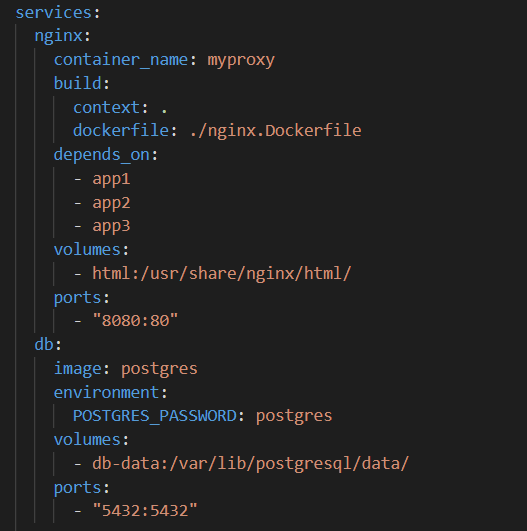 services:
  nginx:
    container_name: myproxy
    build:
      context: .
      dockerfile: ./nginx.Dockerfile
    depends_on:
      - app1
      - app2
      - app3
    volumes:
      - html:/usr/share/nginx/html/
    ports:
      - "8080:80"
  db:
    image: postgres
    environment:
      POSTGRES_PASSWORD: postgres
    volumes:
      - db-data:/var/lib/postgresql/data/
    ports:
      - "5432:5432"